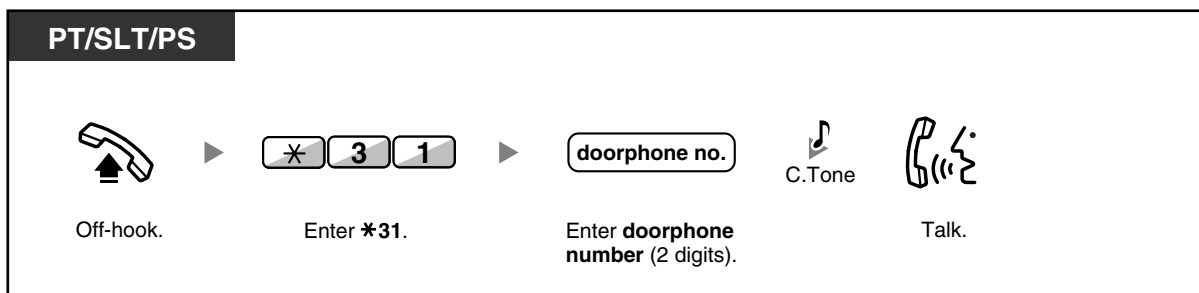 PT/SLT/PS
✱ 3 1
doorphone no.
C.Tone
Off-hook.
Enter ✱31.
Enter doorphone
number (2 digits).
Talk.